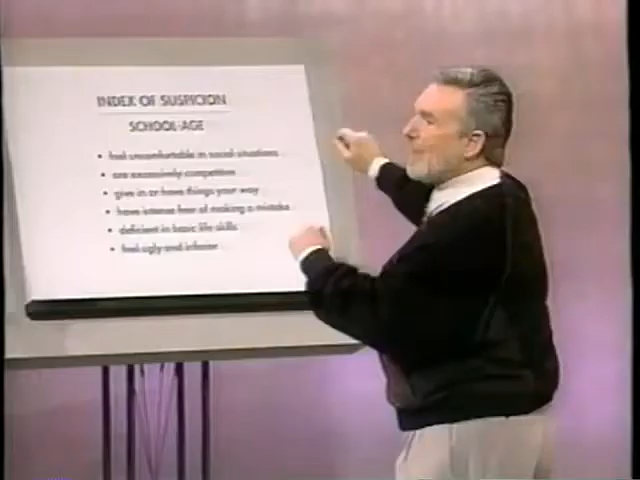 INDEX OF SUSPICION
SCHOOL-AGE
• feel uncomfortable in social situations
• are excessively competitive
• give in or have things your way
• have intense fear of making a mistake
• deficient in basic life skills
• feel ugly and inferior